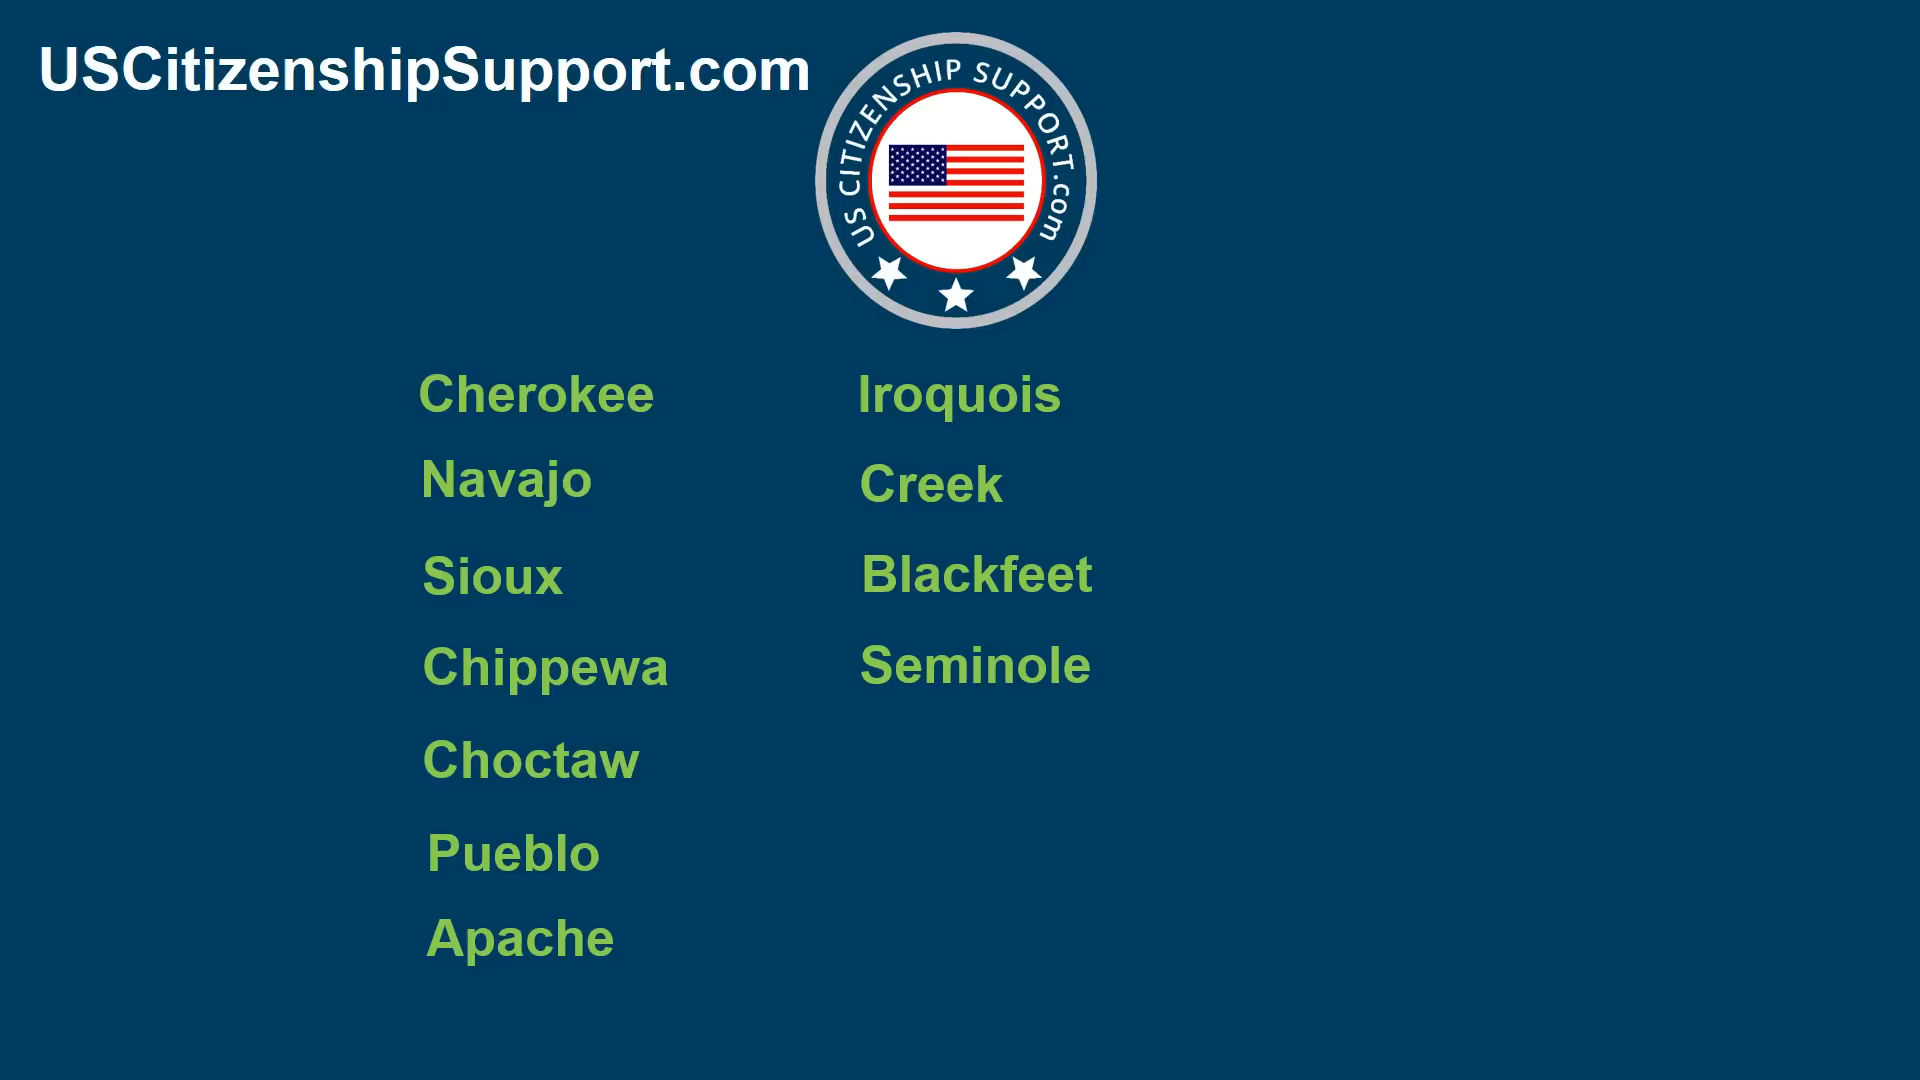 USCitizenshipSupport.com
US CITIZENSHIP SUPPORT.com
Cherokee
Navajo
Sioux
Chippewa
Choctaw
Pueblo
Apache
Iroquois
Creek
Blackfeet
Seminole